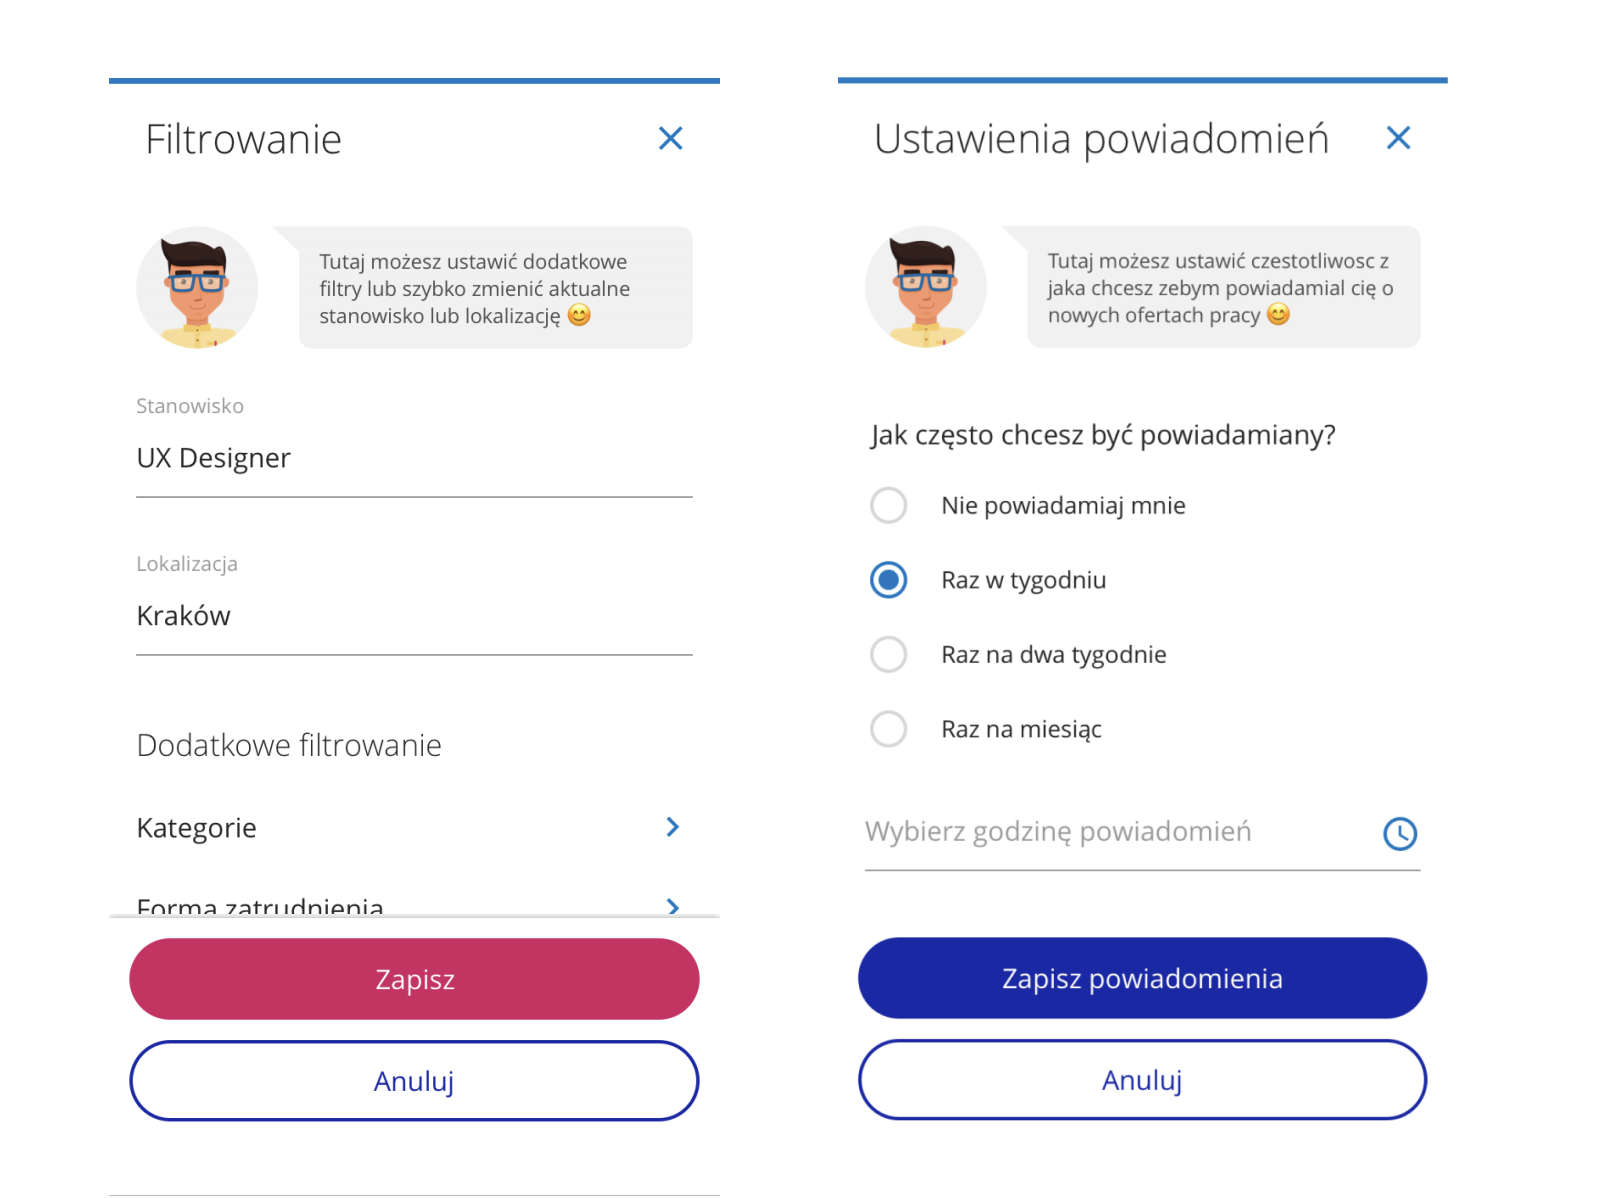 Filtrowanie
Tutaj możesz ustawić dodatkowe
filtry lub szybko zmienić aktualne
stanowisko lub lokalizację 😊
Stanowisko
UX Designer
Lokalizacja
Kraków
Dodatkowe filtrowanie
Kategorie
Forma zatrudnienia
Zapisz
Anuluj
Ustawienia powiadomień
Tutaj możesz ustawić czestotliwosc z
jaka chcesz zebym powiadamial cię o
nowych ofertach pracy 😊
Jak często chcesz być powiadamiany?
Nie powiadamiaj mnie
Raz w tygodniu
Raz na dwa tygodnie
Raz na miesiąc
Wybierz godzinę powiadomień
Zapisz powiadomienia
Anuluj